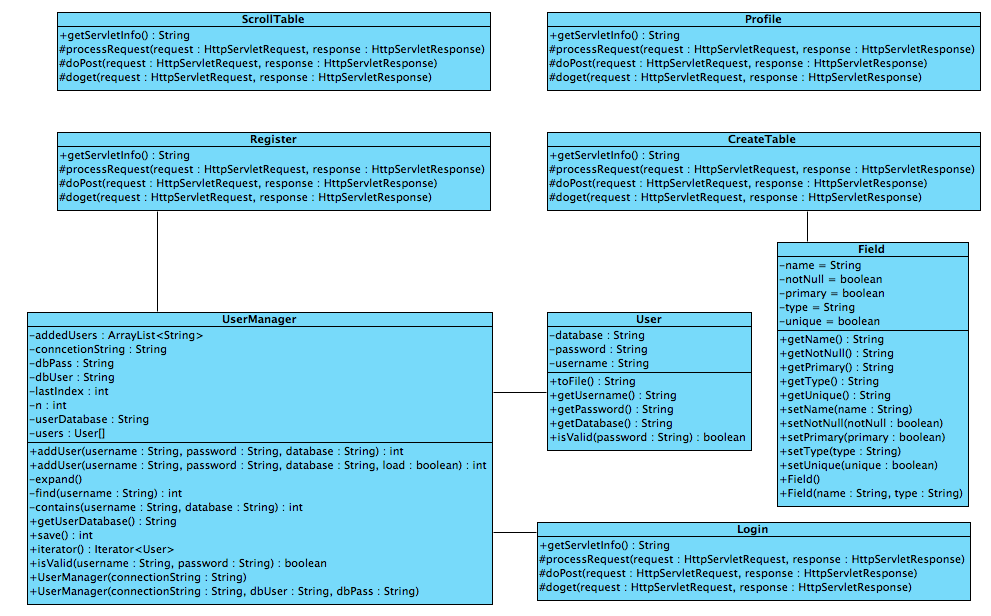 ScrollTable
+getServletInfo() : String
#processRequest(request : HttpServletRequest, response : HttpServletResponse)
#doPost(request : HttpServletRequest, response : HttpServletResponse)
#doget(request : HttpServletRequest, response : HttpServletResponse)
Profile
+getServletInfo() : String
#processRequest(request : HttpServletRequest, response : HttpServletResponse)
#doPost(request : HttpServletRequest, response : HttpServletResponse)
#doget(request : HttpServletRequest, response : HttpServletResponse)
Register
+getServletInfo() : String
#processRequest(request : HttpServletRequest, response : HttpServletResponse)
#doPost(request : HttpServletRequest, response : HttpServletResponse)
#doget(request : HttpServletRequest, response : HttpServletResponse)
CreateTable
+getServletInfo() : String
#processRequest(request : HttpServletRequest, response : HttpServletResponse)
#doPost(request : HttpServletRequest, response : HttpServletResponse)
#doget(request : HttpServletRequest, response : HttpServletResponse)
Field
-name = String
-notNull = boolean
-primary = boolean
-type = String
-unique = boolean
+getName() : String
+getNotNull() : String
+getPrimary() : String
+getType() : String
+getUnique() : String
+setName(name : String)
+setNotNull(notNull : boolean)
+setPrimary(primary : boolean)
+setType(type : String)
+setUnique(unique : boolean)
+Field()
+Field(name : String, type : String)
UserManager
-addedUsers : ArrayList<String>
-conncetionString : String
-dbPass : String
-dbUser : String
-lastIndex : int
-n : int
-userDatabase : String
-users : User[]
+addUser(username : String, password : String, database : String) : int
+addUser(username : String, password : String, database : String, load : boolean) : int
-expand()
-find(username : String) : int
-contains(username : String, database : String) : int
+getUserDatabase() : String
+save() : int
+iterator() : Iterator<User>
+isValid(username : String, password : String) : boolean
+UserManager(connectionString : String)
+UserManager(connectionString : String, dbUser : String, dbPass : String)
User
-database : String
-password : String
-username : String
+toFile() : String
+getUsername() : String
+getPassword() : String
+getDatabase() : String
+isValid(password : String) : boolean
Login
+getServletInfo() : String
#processRequest(request : HttpServletRequest, response : HttpServletResponse)
#doPost(request : HttpServletRequest, response : HttpServletResponse)
#doget(request : HttpServletRequest, response : HttpServletResponse)